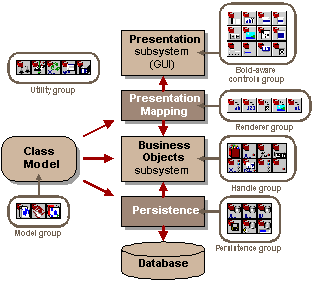 Presentation
subsystem
(GUI)
Bold-aware
controls group
Utility group
Presentation
Mapping
Renderer group
Class
Model
Business
Objects
subsystem
Handle group
Model group
Persistence
Persistence group
Database